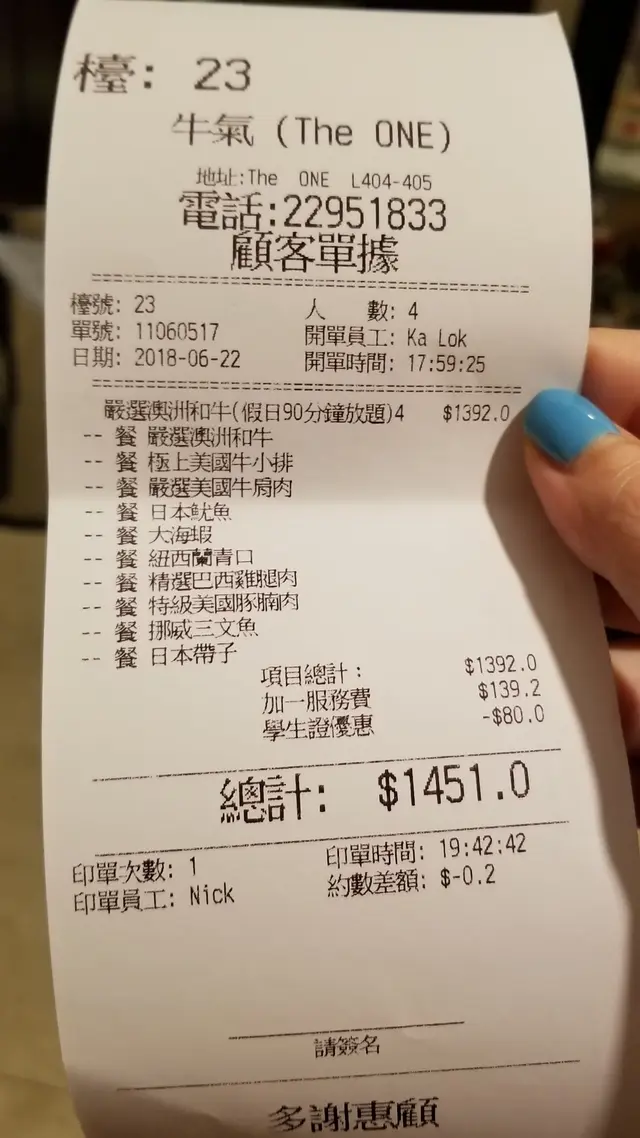 檯: 23
牛氣 (The ONE)
地址:The ONE L404-405
電話:22951833
顧客單據
檯號: 23 人 數: 4
單號: 11060517 開單員工: Ka Lok
日期: 2018-06-22 開單時間: 17:59:25
嚴選澳洲和牛(假日90分鐘放題)4 $1392.0
-- 餐 嚴選澳洲和牛
-- 餐 極上美國牛小排
-- 餐 嚴選美國牛肩肉
-- 餐 日本魷魚
-- 餐 大海蝦
-- 餐 紐西蘭青口
-- 餐 精選巴西雞腿肉
-- 餐 特級美國豚腩肉
-- 餐 挪威三文魚
-- 餐 日本帶子
項目總計: $1392.0
加一服務費 $139.2
學生證優惠 -$80.0
總計: $1451.0
印單次數: 1 印單時間: 19:42:42
印單員工: Nick 約數差額: $-0.2
請簽名
多謝惠顧